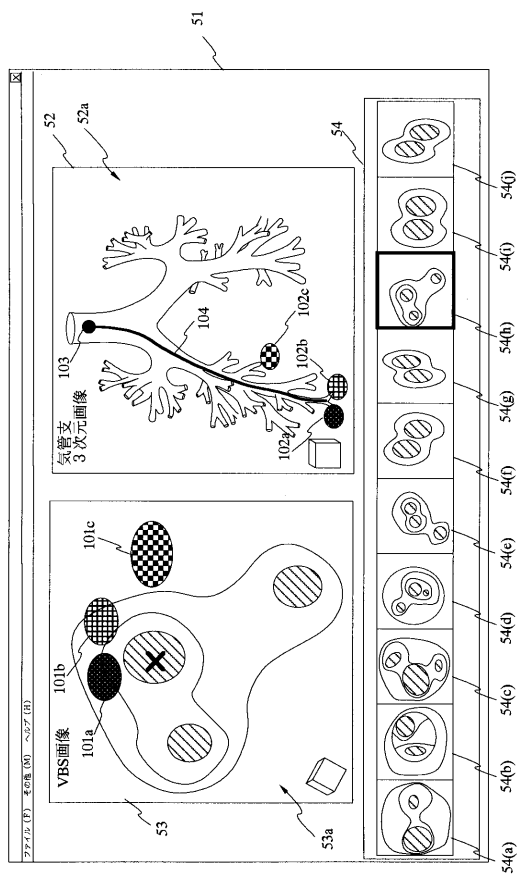 ファイル (F) その他 (M) ヘルプ (H)
51
VBS画像
101a
101b
101c
53
53a
気管支
3次元画像
52
52a
103
104
102a
102b
102c
54
54(a)
54(b)
54(c)
54(d)
54(e)
54(f)
54(g)
54(h)
54(i)
54(j)